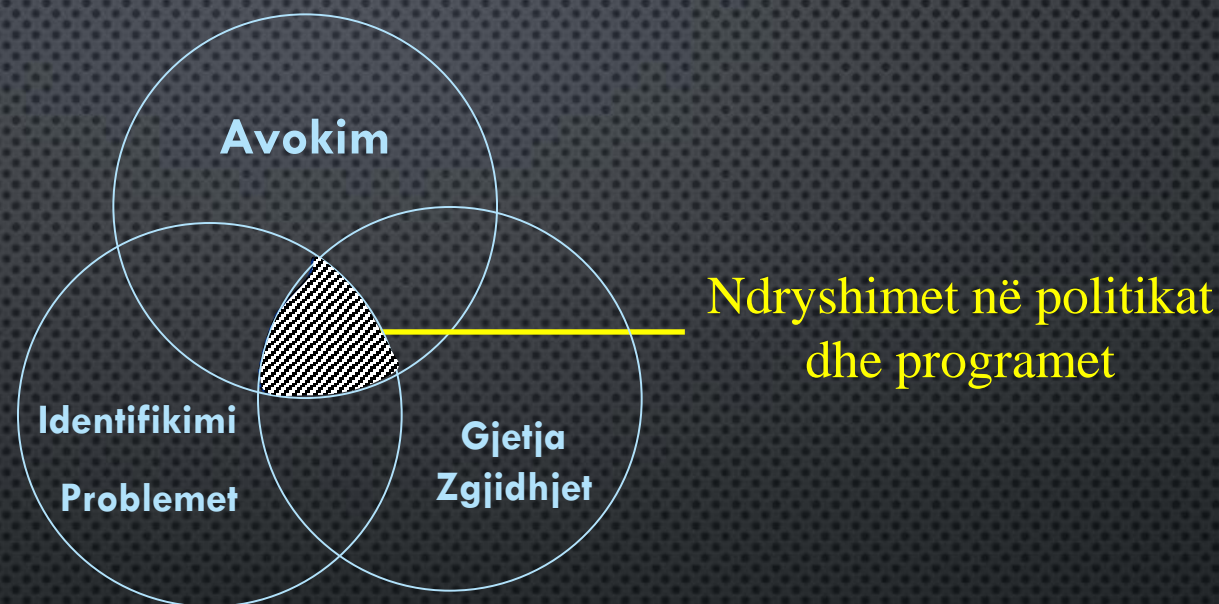 Avokim
Ndryshimet në politikat
dhe programet
Identifikimi
Problemet
Gjetja
Zgjidhjet